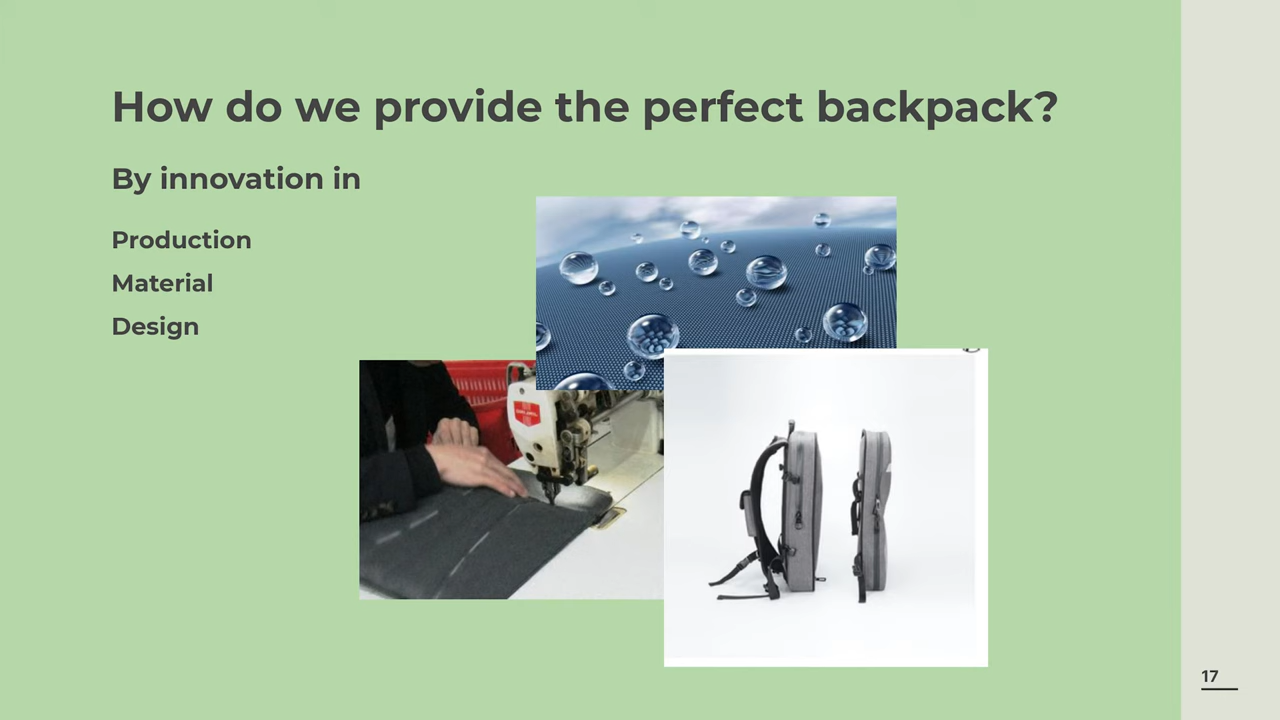 How do we provide the perfect backpack?
By innovation in
Production
Material
Design
17